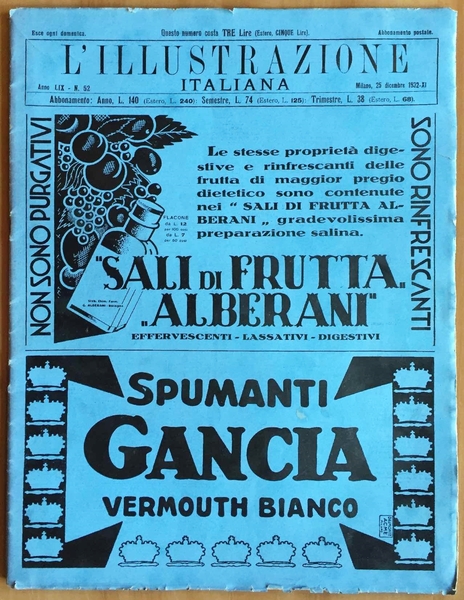 Esce ogni domenica. Questo numero costa TRE Lire (Estero, CINQUE Lire). Abbonamento postale.
L'ILLUSTRAZIONE
ITALIANA
Anno LIX - N. 52
Milano, 25 dicembre 1932-XI
Abbonamento: Anno, L. 140 (Estero, L. 240); Semestre, L. 74 (Estero, L. 125); Trimestre, L. 38 (Estero, L. 68).
NON SONO PURGATIVI
Le stesse proprietà dige-
stive e rinfrescanti delle
frutta di maggior pregio
dietetico sono contenute
nei “ SALI DI FRUTTA AL-
BERANI „ gradevolissima
preparazione salina.
SONO RINFRESCANTI
FLACONE
da L. 12
da L. 7
"SALI DI FRUTTA„
„ALBERANI"
EFFERVESCENTI - LASSATIVI - DIGESTIVI
SPUMANTI
GANCIA
VERMOUTH BIANCO